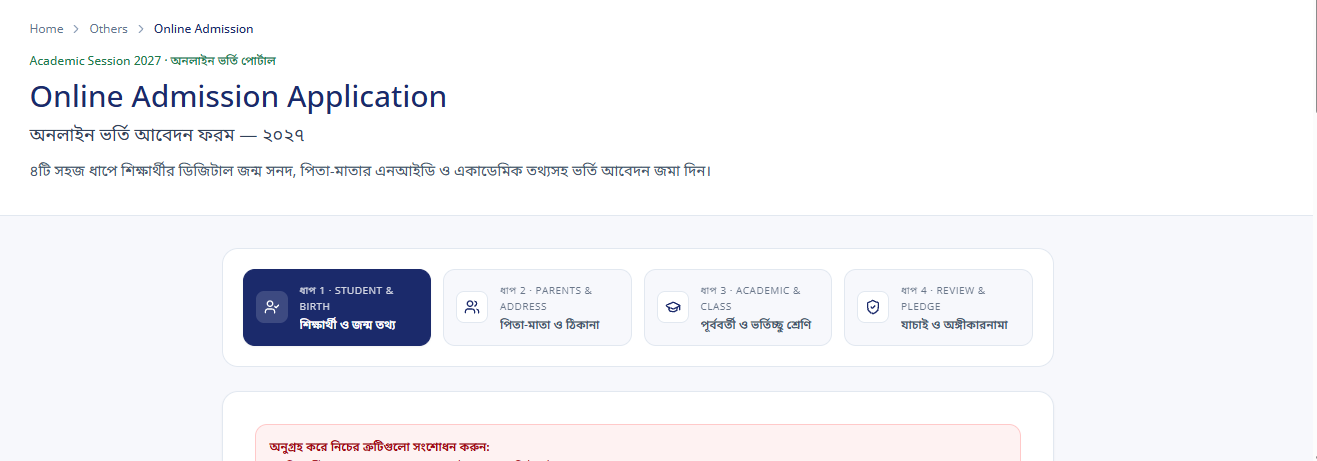 Home > Others > Online Admission
Academic Session 2027 · অনলাইন ভর্তি পোর্টাল
Online Admission Application
অনলাইন ভর্তি আবেদন ফরম — ২০২৭
৪টি সহজ ধাপে শিক্ষার্থীর ডিজিটাল জন্ম সনদ, পিতা-মাতার এনআইডি ও একাডেমিক তথ্যসহ ভর্তি আবেদন জমা দিন।
ধাপ 1 · STUDENT &
BIRTH
শিক্ষার্থী ও জন্ম তথ্য
ধাপ 2 · PARENTS &
ADDRESS
পিতা-মাতা ও ঠিকানা
ধাপ 3 · ACADEMIC &
CLASS
পূর্ববর্তী ও ভর্তিচ্ছু শ্রেণি
ধাপ 4 · REVIEW &
PLEDGE
যাচাই ও অঙ্গীকারনামা
অনুগ্রহ করে নিচের ত্রুটিগুলো সংশোধন করুন: